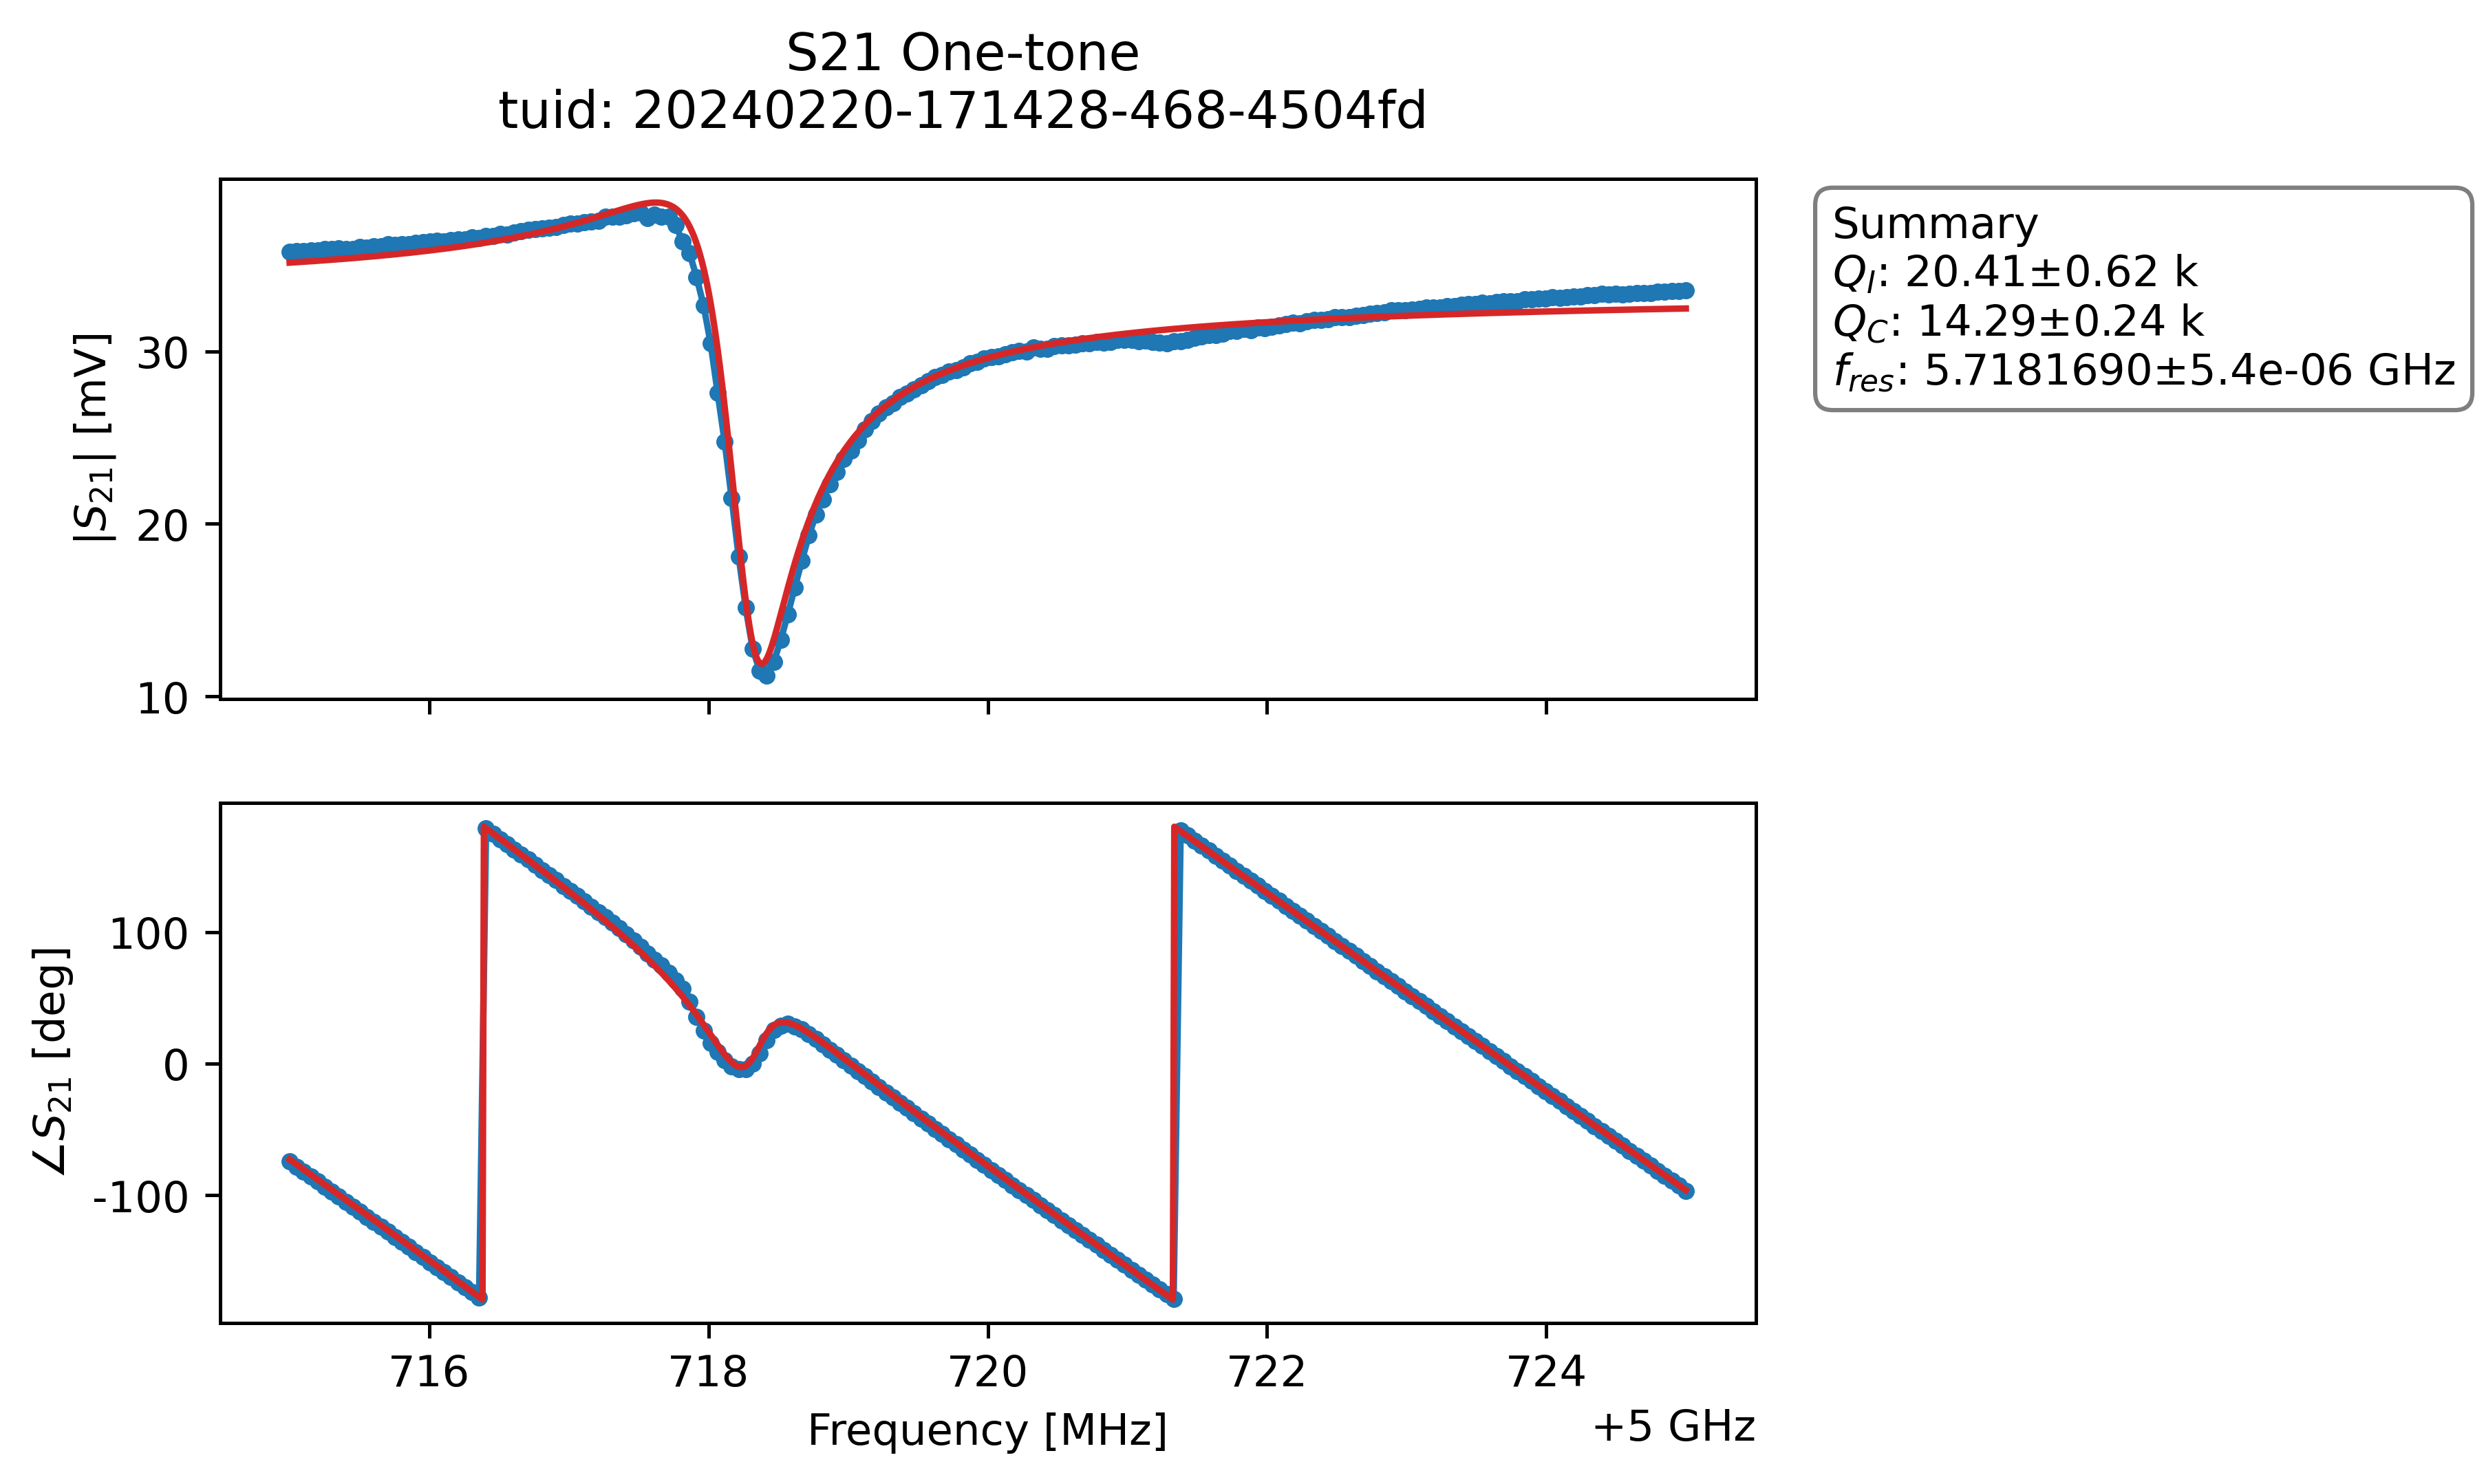 S21 One-tone
tuid: 20240220-171428-468-4504fd
|S₂₁| [mV]
30
20
10
Summary
Q_I: 20.41±0.62 k
Q_C: 14.29±0.24 k
f_res: 5.7181690±5.4e-06 GHz
∠S₂₁ [deg]
100
0
-100
716 718 720 722 724
Frequency [MHz]
+5 GHz